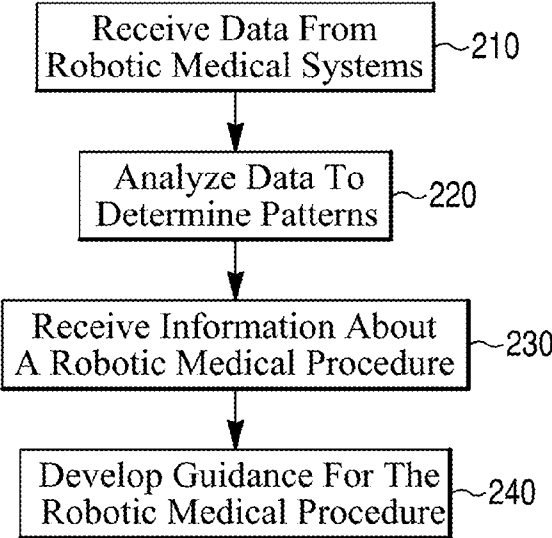 Receive Data From
Robotic Medical Systems
210
Analyze Data To
Determine Patterns
220
Receive Information About
A Robotic Medical Procedure
230
Develop Guidance For The
Robotic Medical Procedure
240